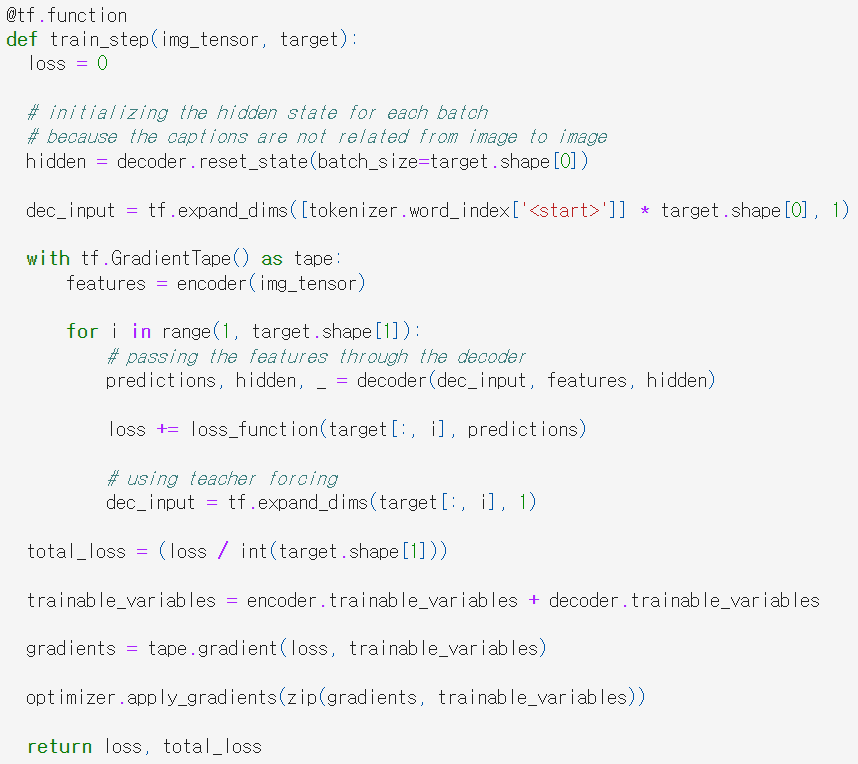 @tf.function
def train_step(img_tensor, target):
  loss = 0

  # initializing the hidden state for each batch
  # because the captions are not related from image to image
  hidden = decoder.reset_state(batch_size=target.shape[0])

  dec_input = tf.expand_dims([tokenizer.word_index['<start>']] * target.shape[0], 1)

  with tf.GradientTape() as tape:
      features = encoder(img_tensor)

      for i in range(1, target.shape[1]):
          # passing the features through the decoder
          predictions, hidden, _ = decoder(dec_input, features, hidden)

          loss += loss_function(target[:, i], predictions)

          # using teacher forcing
          dec_input = tf.expand_dims(target[:, i], 1)

  total_loss = (loss / int(target.shape[1]))

  trainable_variables = encoder.trainable_variables + decoder.trainable_variables

  gradients = tape.gradient(loss, trainable_variables)

  optimizer.apply_gradients(zip(gradients, trainable_variables))

  return loss, total_loss